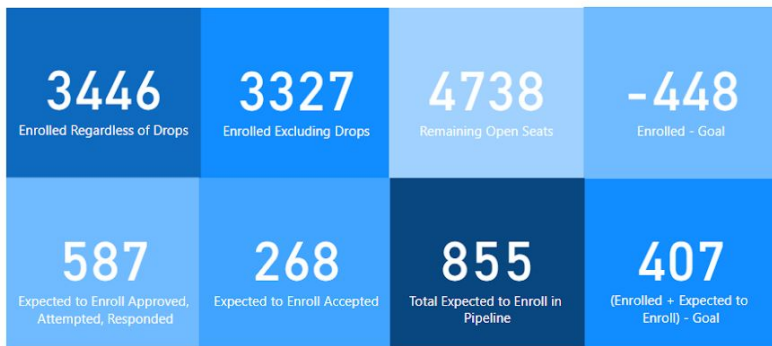 3446
Enrolled Regardless of Drops
3327
Enrolled Excluding Drops
4738
Remaining Open Seats
-448
Enrolled - Goal
587
Expected to Enroll Approved,
Attempted, Responded
268
Expected to Enroll Accepted
855
Total Expected to Enroll in
Pipeline
407
(Enrolled + Expected to
Enroll) - Goal